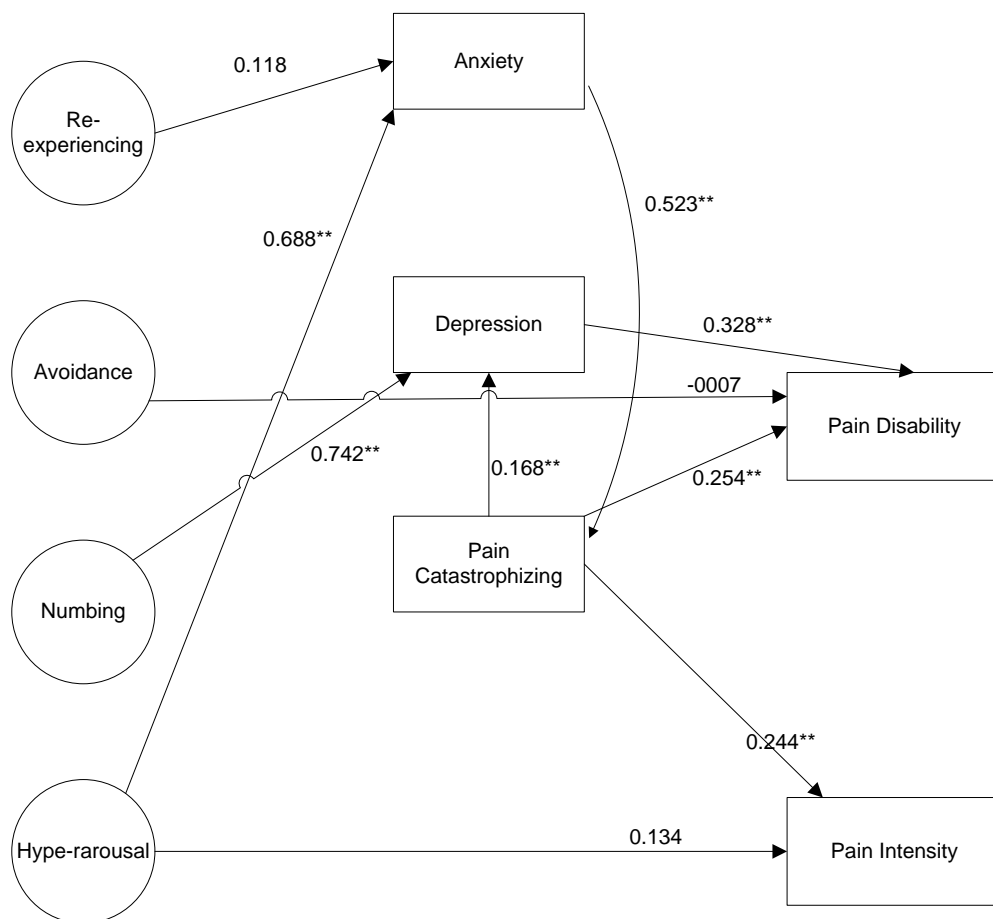 0.118
Anxiety
Re-
experiencing
0.523**
0.688**
Depression
0.328**
Avoidance
-0007
Pain Disability
0.742**
0.168**
0.254**
Pain
Catastrophizing
Numbing
0.244**
0.134
Hype-rarousal
Pain Intensity